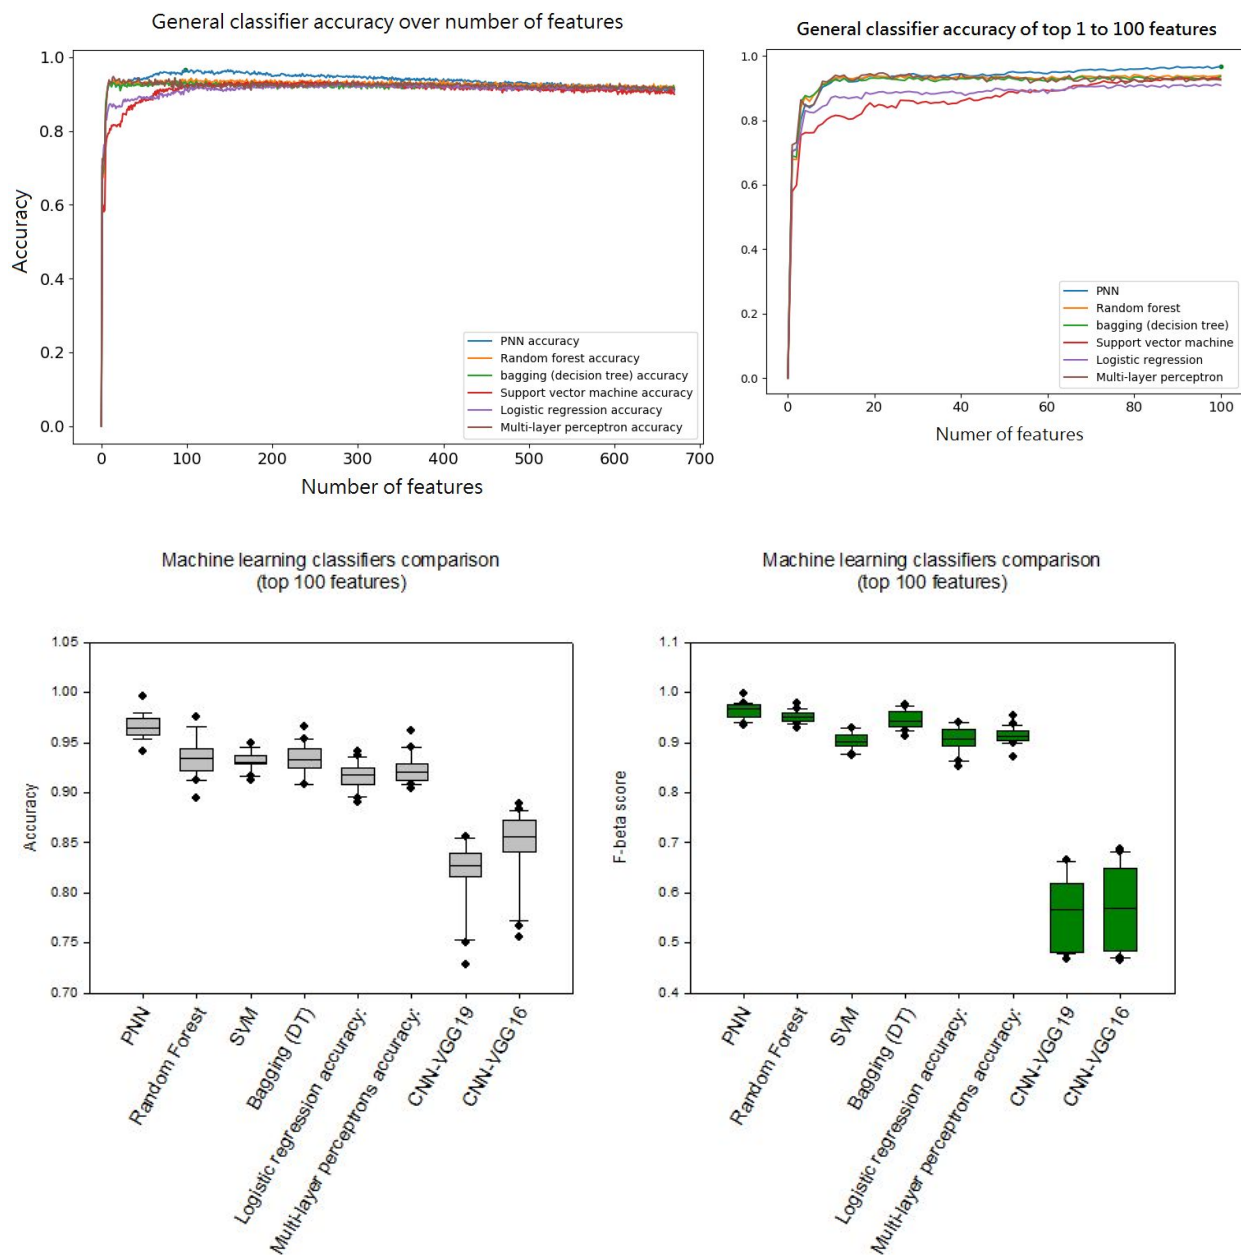 General classifier accuracy over number of features
1.0
0.8
0.6
0.4
0.2
0.0
Accuracy
PNN accuracy
Random forest accuracy
bagging (decision tree) accuracy
Support vector machine accuracy
Logistic regression accuracy
Multi-layer perceptron accuracy
0 100 200 300 400 500 600 700
Number of features
General classifier accuracy of top 1 to 100 features
1.0
0.8
0.6
0.4
0.2
0.0
PNN
Random forest
bagging (decision tree)
Support vector machine
Logistic regression
Multi-layer perceptron
0 20 40 60 80 100
Numer of features
Machine learning classifiers comparison
(top 100 features)
1.05
1.00
0.95
0.90
0.85
0.80
0.75
0.70
Accuracy
PNN
Random Forest
SVM
Bagging (DT)
Logistic regression accuracy:
Multi-layer perceptrons accuracy:
CNN-VGG19
CNN-VGG16
Machine learning classifiers comparison
(top 100 features)
1.1
1.0
0.9
0.8
0.7
0.6
0.5
0.4
F-beta score
PNN
Random Forest
SVM
Bagging (DT)
Logistic regression accuracy:
Multi-layer perceptrons accuracy:
CNN-VGG19
CNN-VGG16